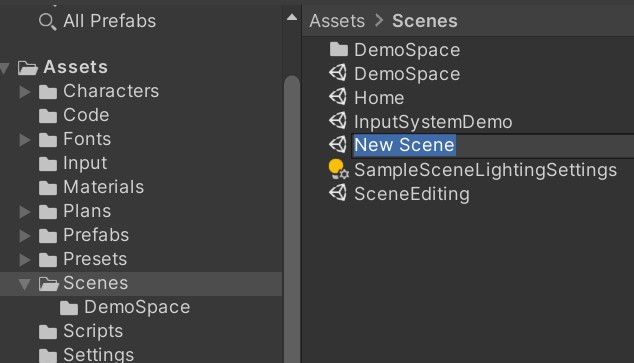 All Prefabs
Assets
Characters
Code
Fonts
Input
Materials
Plans
Prefabs
Presets
Scenes
DemoSpace
Scripts
Settings
Assets > Scenes
DemoSpace
DemoSpace
Home
InputSystemDemo
New Scene
SampleSceneLightingSettings
SceneEditing